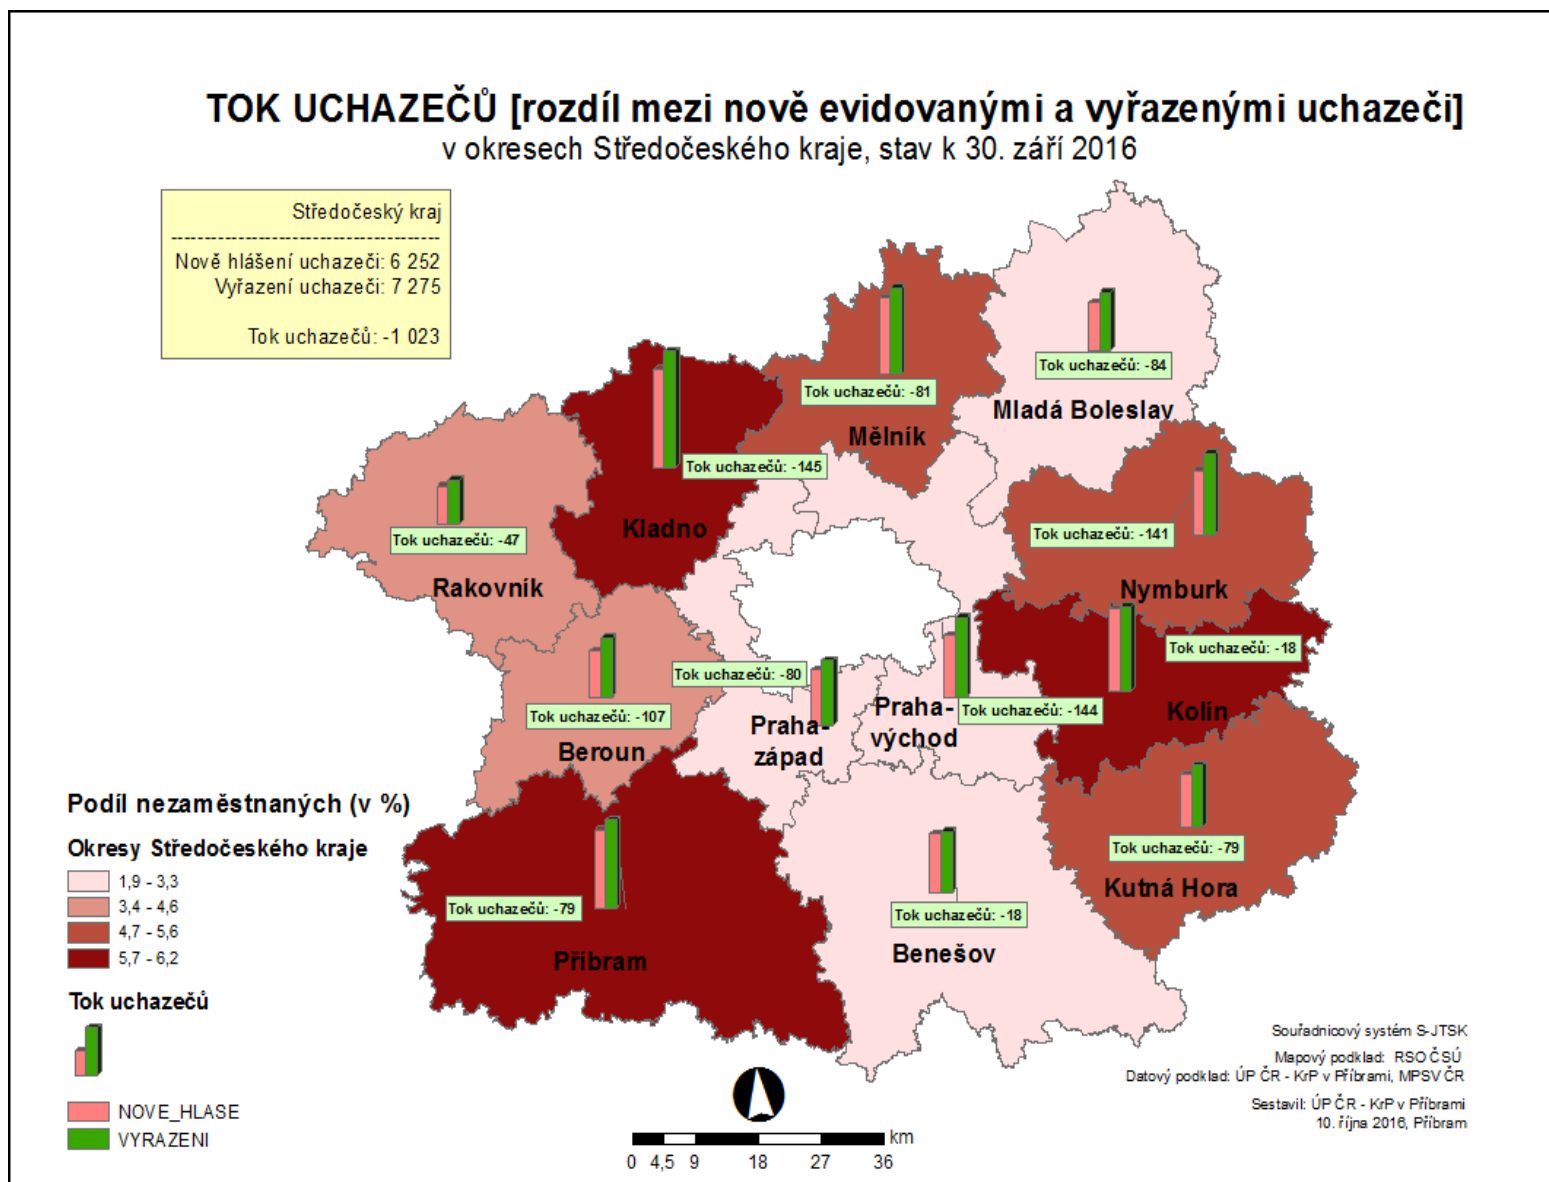 TOK UCHAZEČŮ [rozdíl mezi nově evidovanými a vyřazenými uchazeči]
v okresech Středočeského kraje, stav k 30. září 2016
Středočeský kraj
----------------------------------------
Nově hlášení uchazeči: 6 252
Vyřazení uchazeči: 7 275
Tok uchazečů: -1 023
Tok uchazečů: -84
Mladá Boleslav
Tok uchazečů: -81
Mělník
Tok uchazečů: -145
Kladno
Tok uchazečů: -47
Rakovník
Tok uchazečů: -141
Nymburk
Tok uchazečů: -18
Kolín
Tok uchazečů: -80
Praha-
západ
Praha-
východ
Tok uchazečů: -144
Tok uchazečů: -107
Beroun
Tok uchazečů: -79
Kutná Hora
Tok uchazečů: -79
Příbram
Tok uchazečů: -18
Benešov
Podíl nezaměstnaných (v %)
Okresy Středočeského kraje
1,9 - 3,3
3,4 - 4,6
4,7 - 5,6
5,7 - 6,2
Tok uchazečů
NOVE_HLASE
VYRAZENI
km
0 4,5 9 18 27 36
Souřadnicový systém S-JTSK
Mapový podklad: RSO ČSÚ
Datový podklad: ÚP ČR - KrP v Příbrami, MPSV ČR
Sestavil: ÚP ČR - KrP v Příbrami
10. října 2016, Příbram